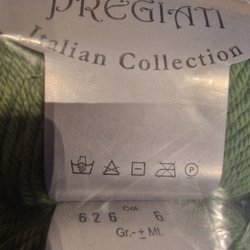 PREGIATI
Italian Collection
P
Col.
626 6
Gr.-± Mt.